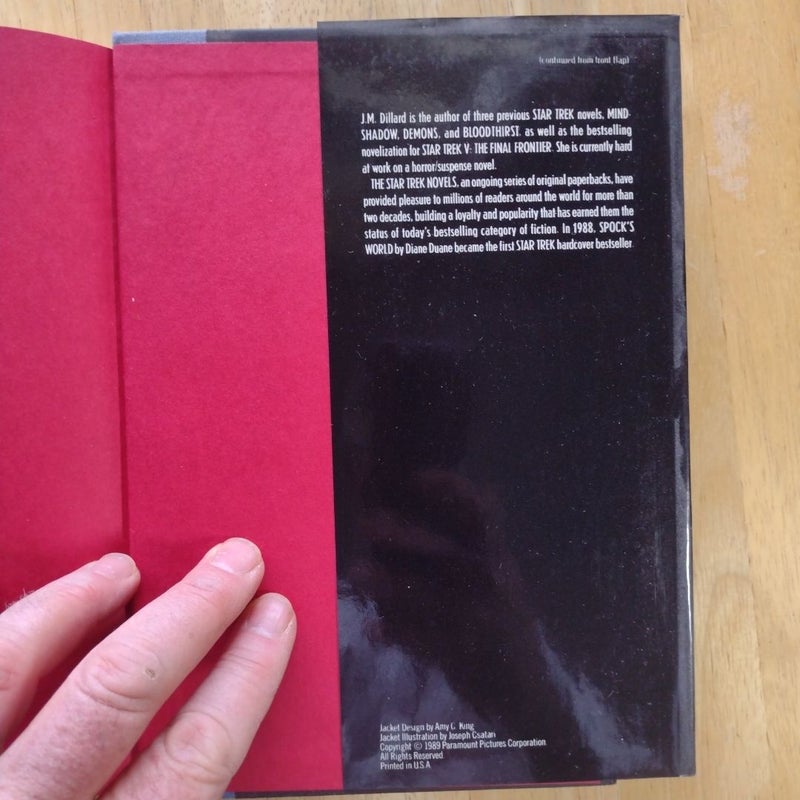 (continued from front flap)
J.M. Dillard is the author of three previous STAR TREK novels, MIND-
SHADOW, DEMONS, and BLOODTHIRST, as well as the bestselling
novelization for STAR TREK V: THE FINAL FRONTIER. She is currently hard
at work on a horror/suspense novel.
THE STAR TREK NOVELS, an ongoing series of original paperbacks, have
provided pleasure to millions of readers around the world for more than
two decades, building a loyalty and popularity that has earned them the
status of today's bestselling category of fiction. In 1988, SPOCK'S
WORLD by Diane Duane became the first STAR TREK hardcover bestseller.
Jacket Design by Amy C. King
Jacket Illustration by Joseph Csatari
Copyright © 1989 Paramount Pictures Corporation.
All Rights Reserved.
Printed in U.S.A.